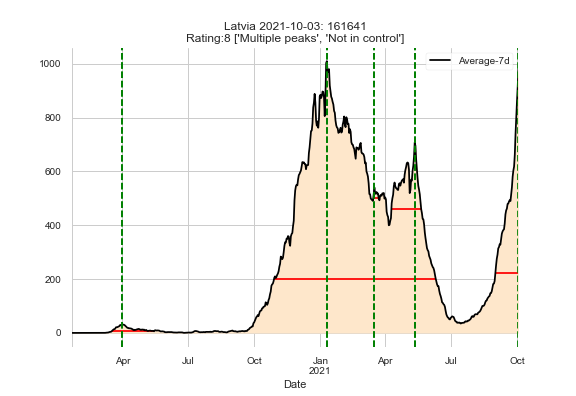 Latvia 2021-10-03: 161641
Rating:8 ['Multiple peaks', 'Not in control']
Average-7d
1000
800
600
400
200
0
Apr Jul Oct Jan Apr Jul Oct
2021
Date